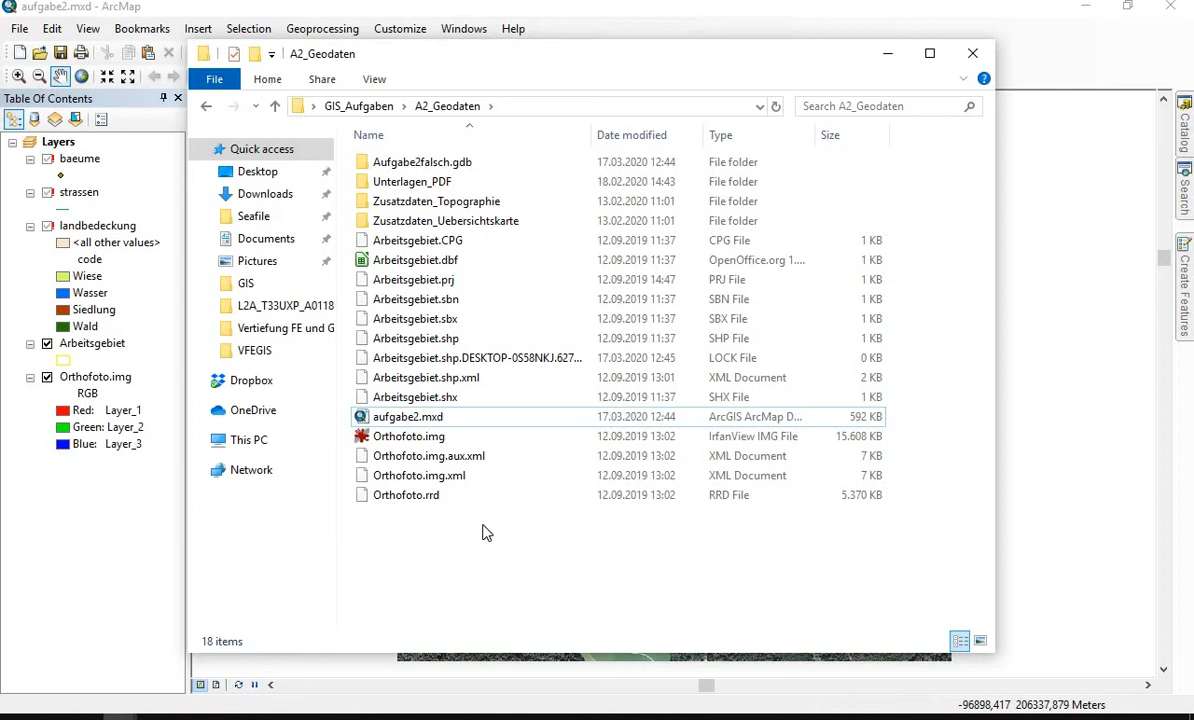 aufgabe2.mxd - ArcMap
File Edit View Bookmarks Insert Selection Geoprocessing Customize Windows Help
Table Of Contents
Layers
baeume
strassen
landbedeckung
<all other values>
code
Wiese
Wasser
Siedlung
Wald
Arbeitsgebiet
Orthofoto.img
RGB
Red: Layer_1
Green: Layer_2
Blue: Layer_3
A2_Geodaten
File Home Share View
GIS_Aufgaben A2_Geodaten
Search A2_Geodaten
Quick access
Desktop
Downloads
Seafile
Documents
Pictures
GIS
L2A_T33UXP_A0118
Vertiefung FE und G
VFEGIS
Dropbox
OneDrive
This PC
Network
Name Date modified Type Size
Aufgabe2falsch.gdb 17.03.2020 12:44 File folder
Unterlagen_PDF 18.02.2020 14:43 File folder
Zusatzdaten_Topographie 13.02.2020 11:01 File folder
Zusatzdaten_Uebersichtskarte 13.02.2020 11:01 File folder
Arbeitsgebiet.CPG 12.09.2019 11:37 CPG File 1 KB
Arbeitsgebiet.dbf 12.09.2019 11:37 OpenOffice.org 1.... 1 KB
Arbeitsgebiet.prj 12.09.2019 14:47 PRJ File 1 KB
Arbeitsgebiet.sbn 12.09.2019 11:37 SBN File 1 KB
Arbeitsgebiet.sbx 12.09.2019 11:37 SBX File 1 KB
Arbeitsgebiet.shp 12.09.2019 11:37 SHP File 1 KB
Arbeitsgebiet.shp.DESKTOP-0S58NKJ.627... 17.03.2020 12:45 LOCK File 0 KB
Arbeitsgebiet.shp.xml 12.09.2019 13:01 XML Document 2 KB
Arbeitsgebiet.shx 12.09.2019 11:37 SHX File 1 KB
aufgabe2.mxd 17.03.2020 12:44 ArcGIS ArcMap D... 592 KB
Orthofoto.img 12.09.2019 13:02 IrfanView IMG File 15.608 KB
Orthofoto.img.aux.xml 12.09.2019 13:02 XML Document 7 KB
Orthofoto.img.xml 12.09.2019 13:02 XML Document 7 KB
Orthofoto.rrd 12.09.2019 13:02 RRD File 5.370 KB
18 items
Catalog
Search
Create Features
-96898,417 206337,879 Meters